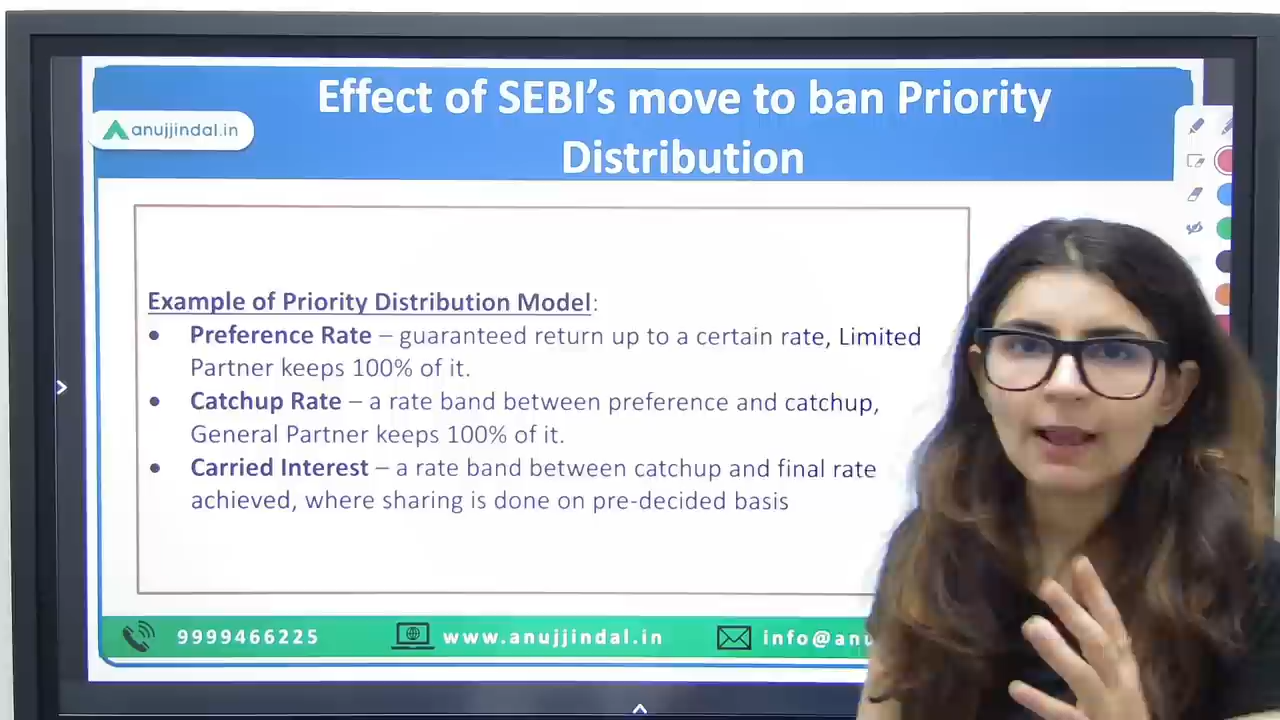 Effect of SEBI's move to ban Priority
Distribution
anujjindal.in
Example of Priority Distribution Model:
• Preference Rate – guaranteed return up to a certain rate, Limited
Partner keeps 100% of it.
• Catchup Rate – a rate band between preference and catchup,
General Partner keeps 100% of it.
• Carried Interest – a rate band between catchup and final rate
achieved, where sharing is done on pre-decided basis
9999466225
www.anujjindal.in
info@anu